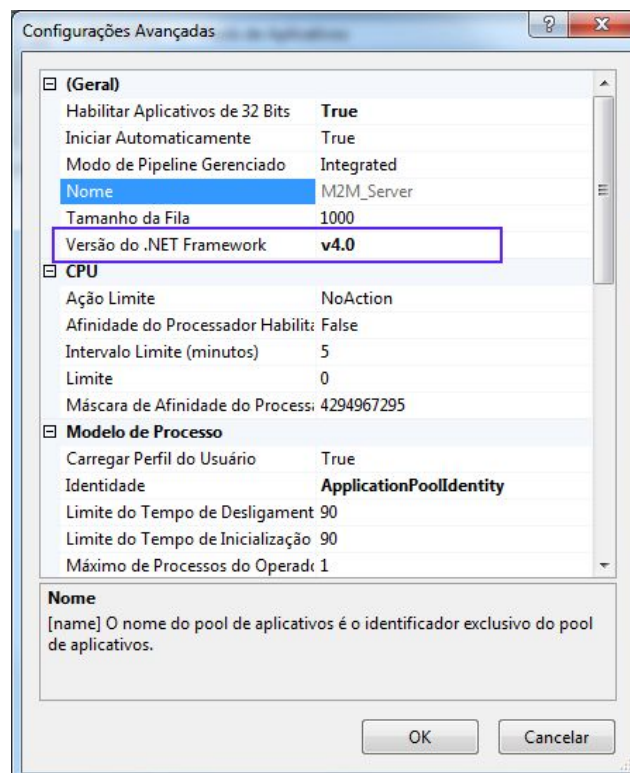 Configurações Avançadas
(Geral)
Habilitar Aplicativos de 32 Bits True
Iniciar Automaticamente True
Modo de Pipeline Gerenciado Integrated
Nome M2M_Server
Tamanho da Fila 1000
Versão do .NET Framework v4.0
CPU
Ação Limite NoAction
Afinidade do Processador Habilita False
Intervalo Limite (minutos) 5
Limite 0
Máscara de Afinidade do Processa 4294967295
Modelo de Processo
Carregar Perfil do Usuário True
Identidade ApplicationPoolIdentity
Limite do Tempo de Desligament 90
Limite do Tempo de Inicialização 90
Máximo de Processos do Operado 1
Nome
[name] O nome do pool de aplicativos é o identificador exclusivo do pool
de aplicativos.
OK Cancelar